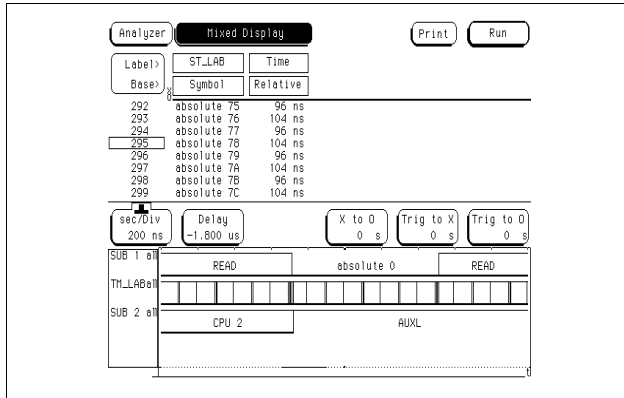 Analyzer Mixed Display Print Run
Label> ST_LAB Time
Base> Symbol Relative
X
O
292 absolute 75 96 ns
293 absolute 76 104 ns
294 absolute 77 96 ns
295 absolute 78 104 ns
296 absolute 79 96 ns
297 absolute 7A 104 ns
298 absolute 7B 96 ns
299 absolute 7C 104 ns
sec/Div Delay X to O Trig to X Trig to O
200 ns -1.800 us 0 s 0 s 0 s
SUB 1 all READ absolute 0 READ
TM_LABall
SUB 2 all CPU 2 AUXL